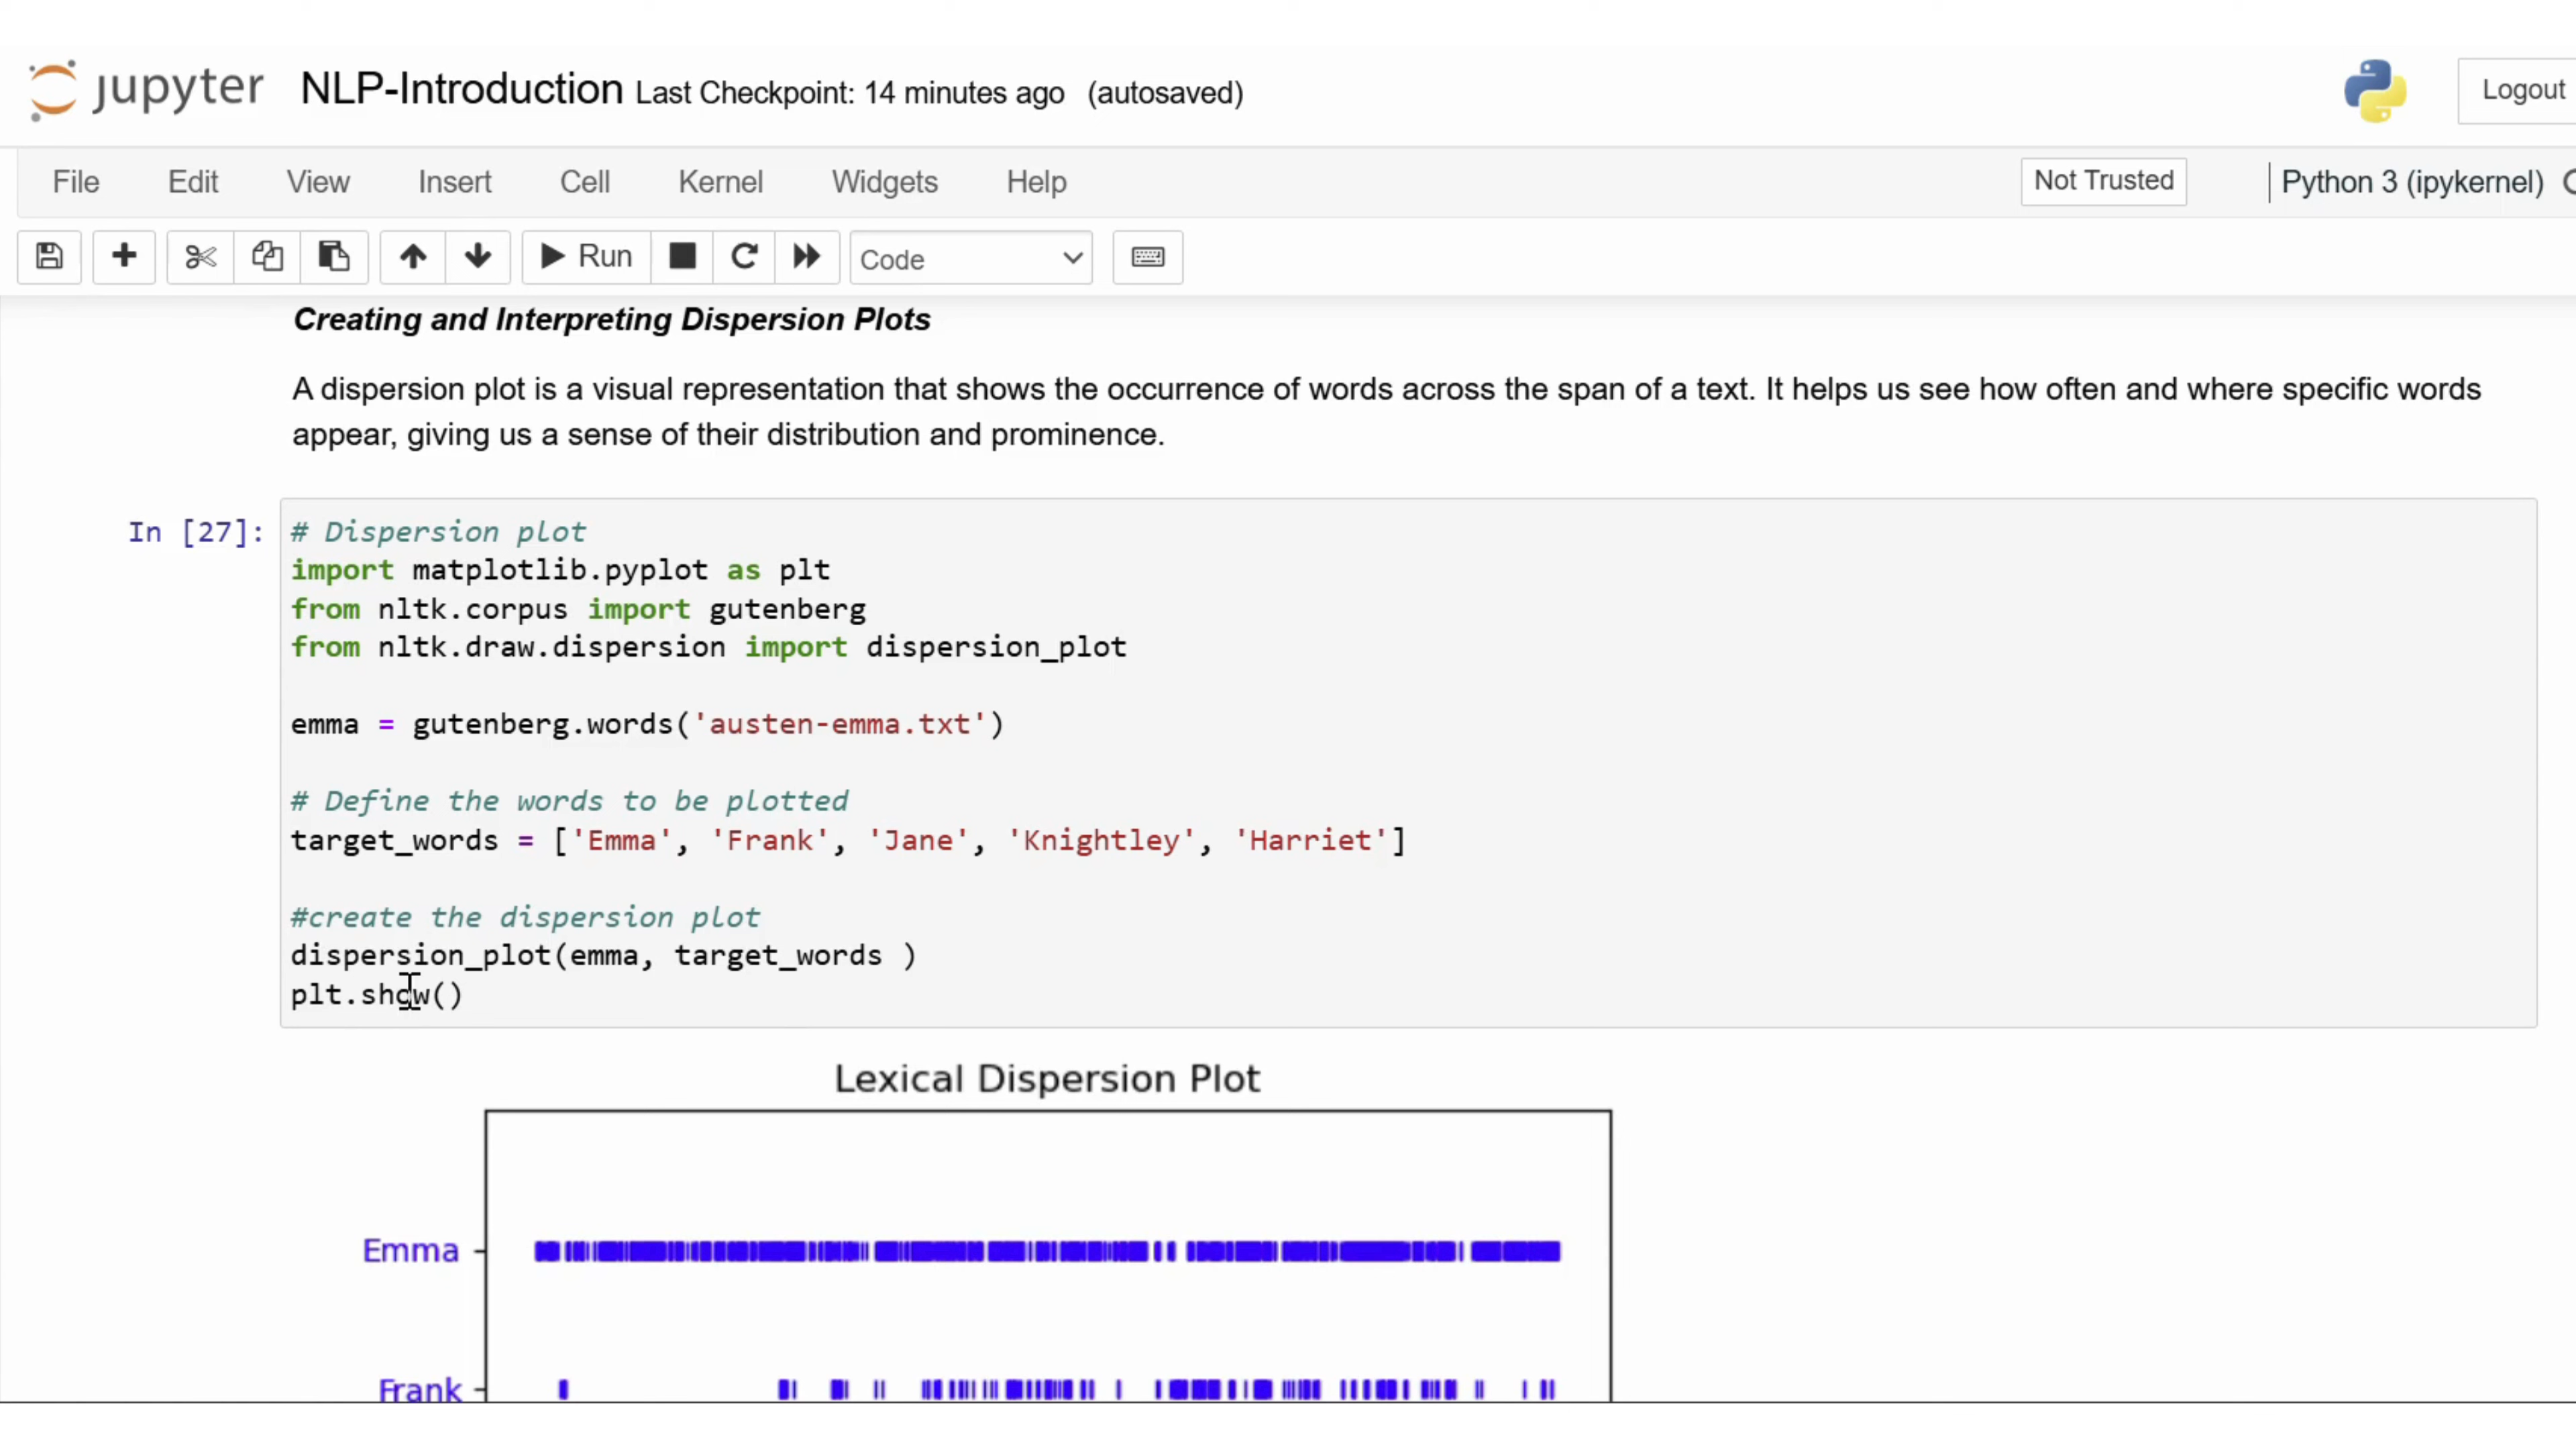 jupyter NLP-Introduction Last Checkpoint: 14 minutes ago (autosaved) Logout
File Edit View Insert Cell Kernel Widgets Help Not Trusted Python 3 (ipykernel)
Run Code
Creating and Interpreting Dispersion Plots
A dispersion plot is a visual representation that shows the occurrence of words across the span of a text. It helps us see how often and where specific words
appear, giving us a sense of their distribution and prominence.
In [27]: # Dispersion plot
import matplotlib.pyplot as plt
from nltk.corpus import gutenberg
from nltk.draw.dispersion import dispersion_plot
emma = gutenberg.words('austen-emma.txt')
# Define the words to be plotted
target_words = ['Emma', 'Frank', 'Jane', 'Knightley', 'Harriet']
#create the dispersion plot
dispersion_plot(emma, target_words )
plt.show()
Lexical Dispersion Plot
Emma
Frank